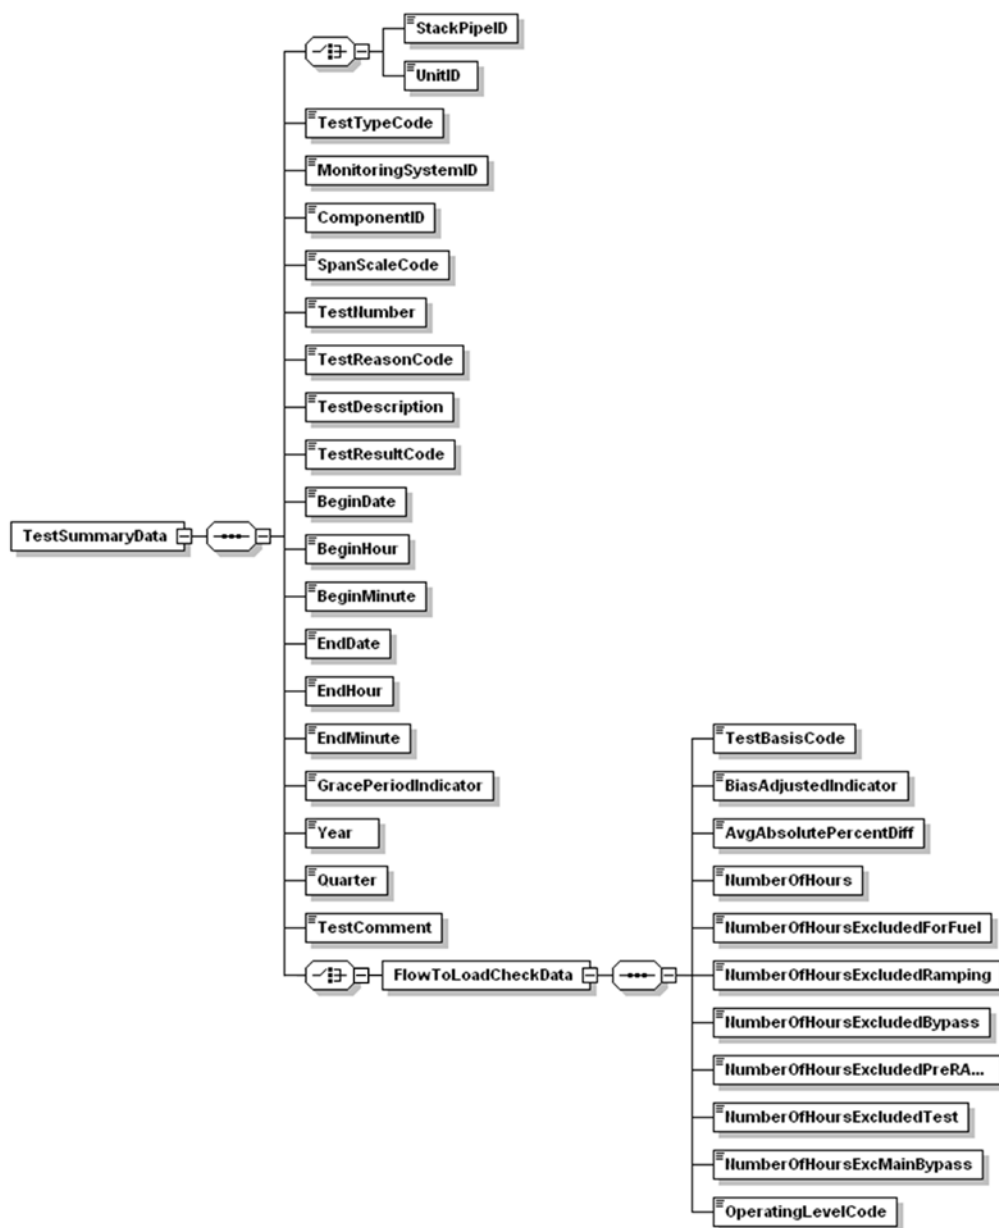 StackPipeID
UnitID
TestTypeCode
MonitoringSystemID
ComponentID
SpanScaleCode
TestNumber
TestReasonCode
TestDescription
TestResultCode
BeginDate
TestSummaryData
BeginHour
BeginMinute
EndDate
EndHour
EndMinute
GracePeriodIndicator
Year
Quarter
TestComment
FlowToLoadCheckData
TestBasisCode
BiasAdjustedIndicator
AvgAbsolutePercentDiff
NumberOfHours
NumberOfHoursExcludedForFuel
NumberOfHoursExcludedRamping
NumberOfHoursExcludedBypass
NumberOfHoursExcludedPreRA...
NumberOfHoursExcludedTest
NumberOfHoursExcMainBypass
OperatingLevelCode